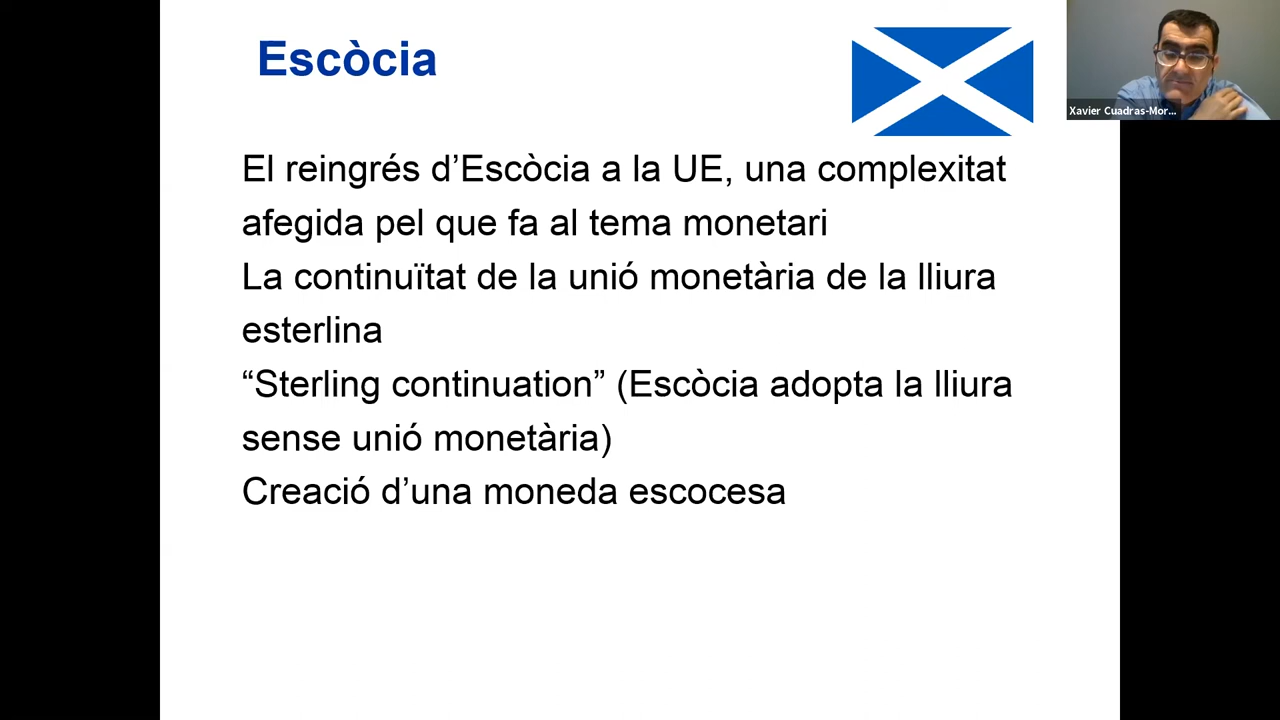 Escòcia
Xavier Cuadras-Mor...
El reingrés d’Escòcia a la UE, una complexitat
afegida pel que fa al tema monetari
La continuïtat de la unió monetària de la lliura
esterlina
“Sterling continuation” (Escòcia adopta la lliura
sense unió monetària)
Creació d’una moneda escocesa